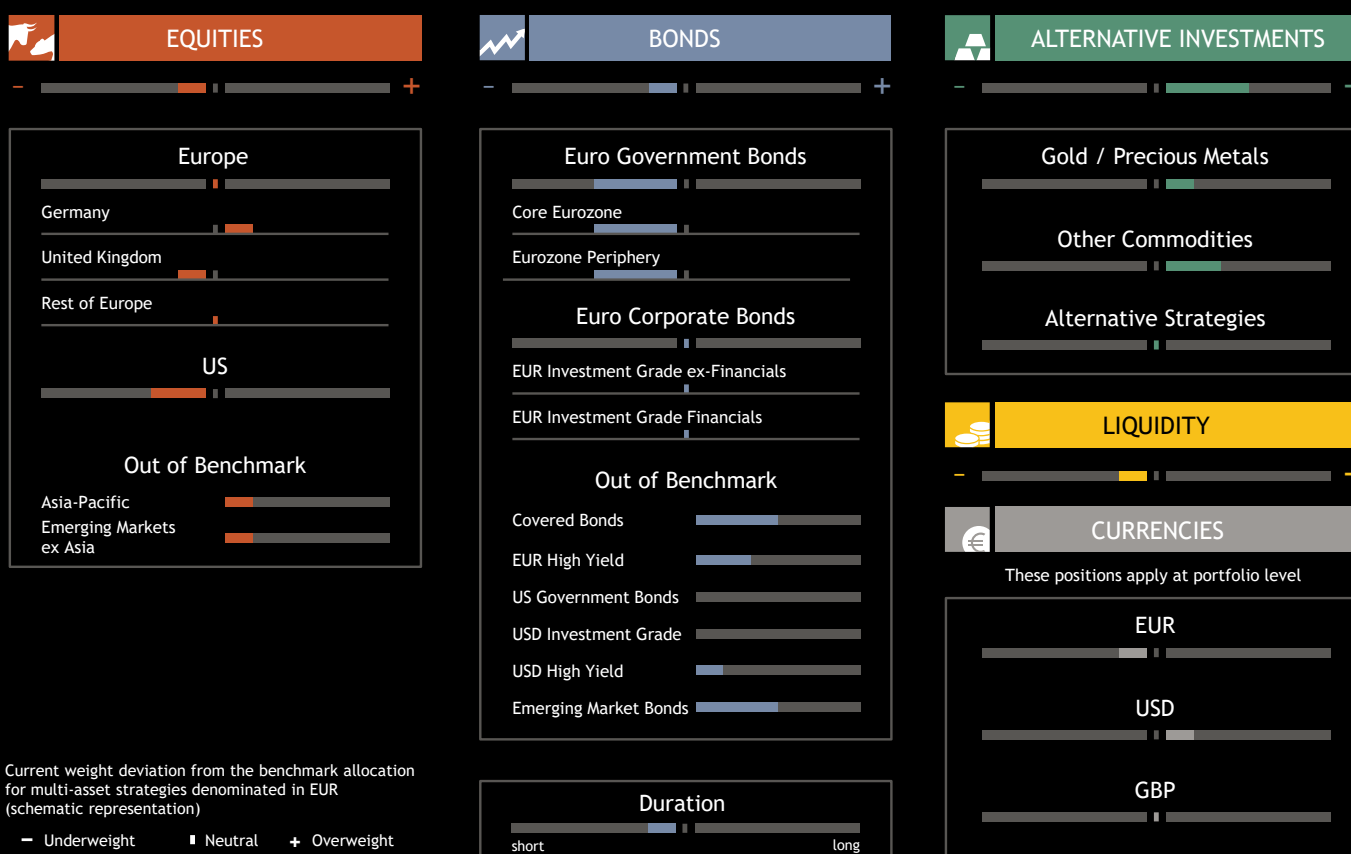 EQUITIES
- +
Europe
Germany
United Kingdom
Rest of Europe
US
Out of Benchmark
Asia-Pacific
Emerging Markets
ex Asia
Current weight deviation from the benchmark allocation
for multi-asset strategies denominated in EUR
(schematic representation)
− Underweight Neutral + Overweight
BONDS
- +
Euro Government Bonds
Core Eurozone
Eurozone Periphery
Euro Corporate Bonds
EUR Investment Grade ex-Financials
EUR Investment Grade Financials
Out of Benchmark
Covered Bonds
EUR High Yield
US Government Bonds
USD Investment Grade
USD High Yield
Emerging Market Bonds
Duration
short long
ALTERNATIVE INVESTMENTS
- +
Gold / Precious Metals
Other Commodities
Alternative Strategies
LIQUIDITY
- +
€
CURRENCIES
These positions apply at portfolio level
EUR
USD
GBP